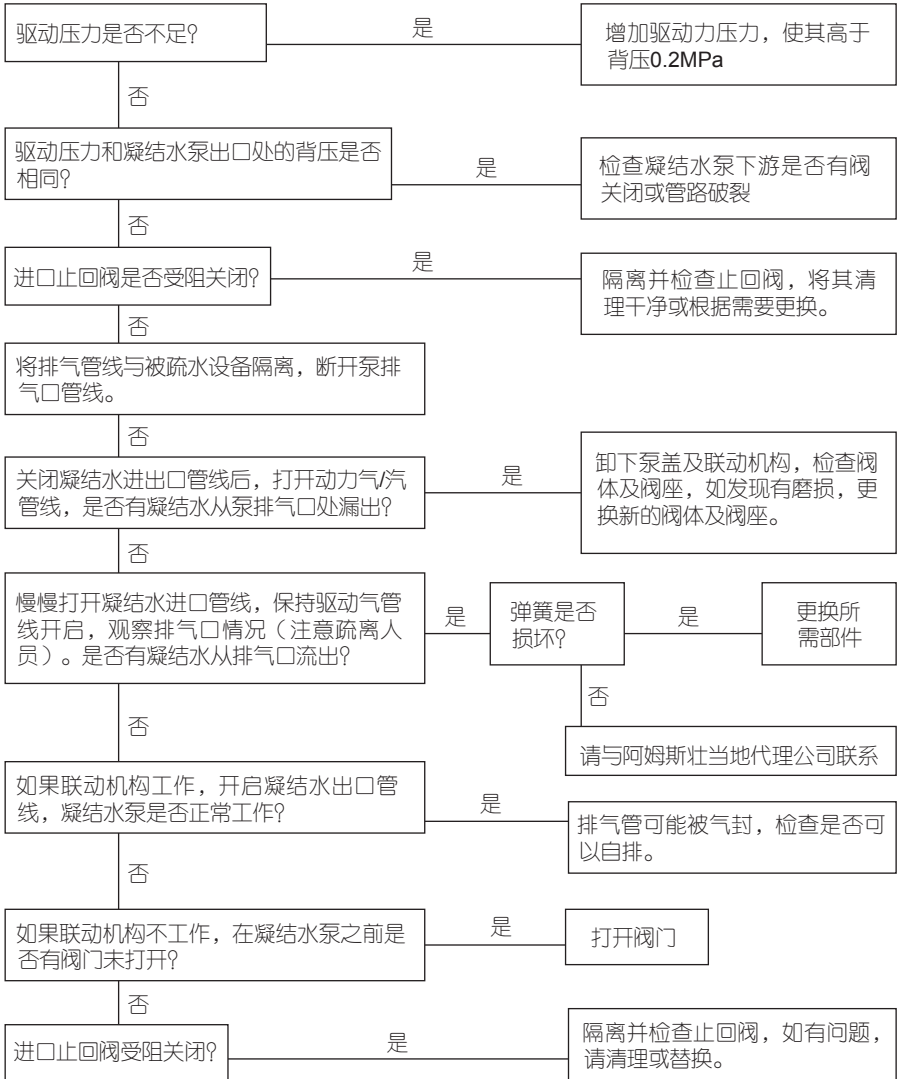 驱动压力是否不足？
是
增加驱动力压力，使其高于
背压0.2MPa
否
驱动压力和凝结水泵出口处的背压是否
相同？
是
检查凝结水泵下游是否有阀
关闭或管路破裂
否
进口止回阀是否受阻关闭？
是
隔离并检查止回阀，将其清
理干净或根据需要更换。
否
将排气管线与被疏水设备隔离，断开泵排
气口管线。
否
关闭凝结水进出口管线后，打开动力气/汽
管线，是否有凝结水从泵排气口处漏出？
是
卸下泵盖及联动机构，检查阀
体及阀座，如发现有磨损，更
换新的阀体及阀座。
否
慢慢打开凝结水进口管线，保持驱动气管
线开启，观察排气口情况（注意疏离人
员）。是否有凝结水从排气口流出？
是
弹簧是否
损坏？
是
更换所
需部件
否
请与阿姆斯壮当地代理公司联系
否
如果联动机构工作，开启凝结水出口管
线，凝结水泵是否正常工作？
是
排气管可能被气封，检查是否可
以自排。
否
如果联动机构不工作，在凝结水泵之前是
否有阀门未打开？
是
打开阀门
否
进口止回阀受阻关闭？
是
隔离并检查止回阀，如有问题，
请清理或替换。